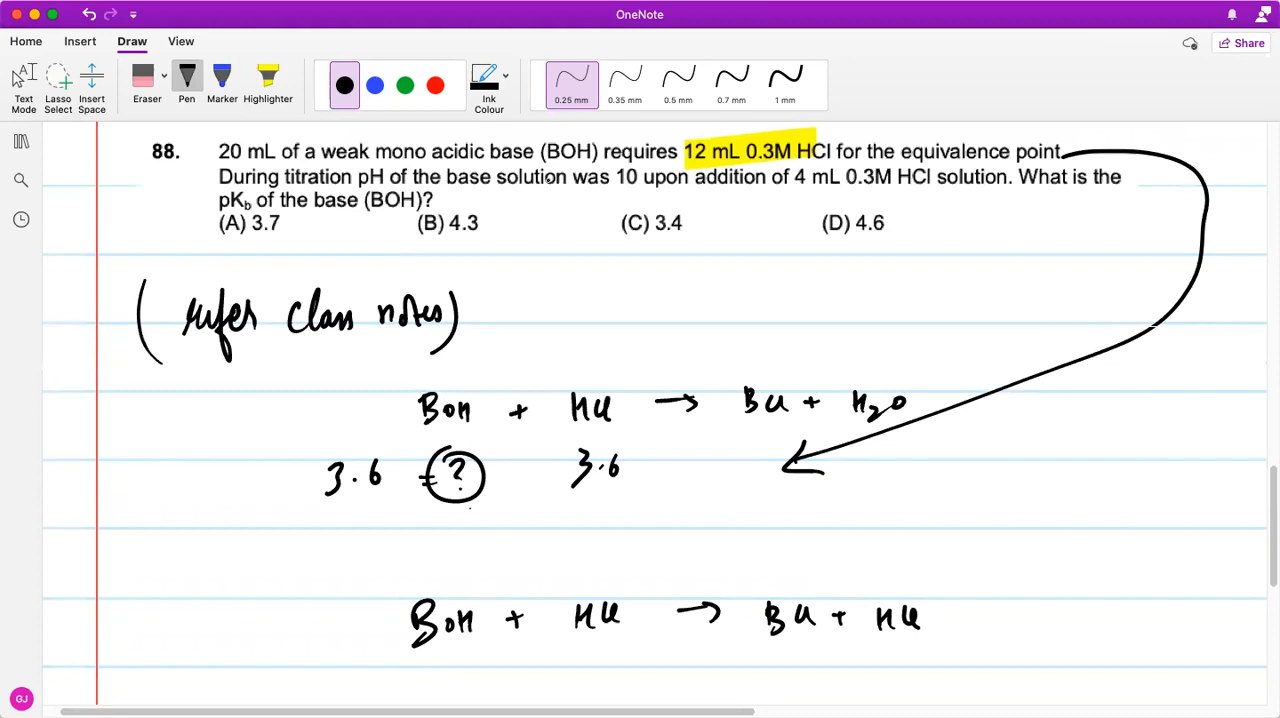 OneNote
Home Insert Draw View
Share
Text Mode
Lasso Select
Insert Space
Eraser
Pen
Marker
Highlighter
Ink Colour
0.25 mm
0.35 mm
0.5 mm
0.7 mm
1 mm
88. 20 mL of a weak mono acidic base (BOH) requires 12 mL 0.3M HCl for the equivalence point.
During titration pH of the base solution was 10 upon addition of 4 mL 0.3M HCl solution. What is the
pKb of the base (BOH)?
(A) 3.7 (B) 4.3 (C) 3.4 (D) 4.6
(refer class notes)
BOH + HCl → BCl + H2O
3.6 = ? 3.6
BOH + HCl → BCl + HCl
GJ